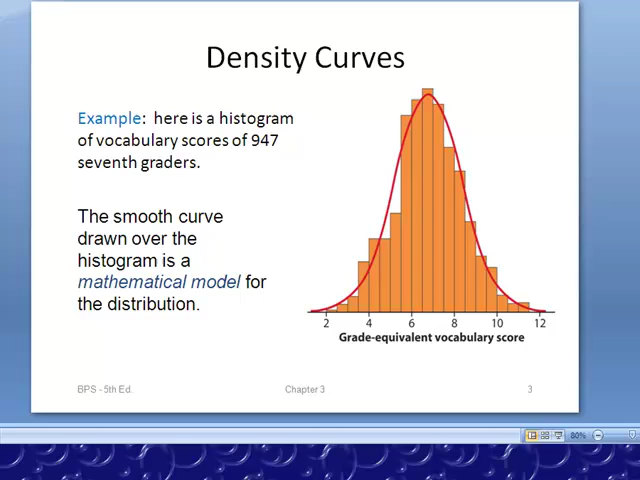 Density Curves
Example: here is a histogram
of vocabulary scores of 947
seventh graders.
The smooth curve
drawn over the
histogram is a
mathematical model for
the distribution.
2 4 6 8 10 12
Grade-equivalent vocabulary score
BPS - 5th Ed. Chapter 3 3
80%